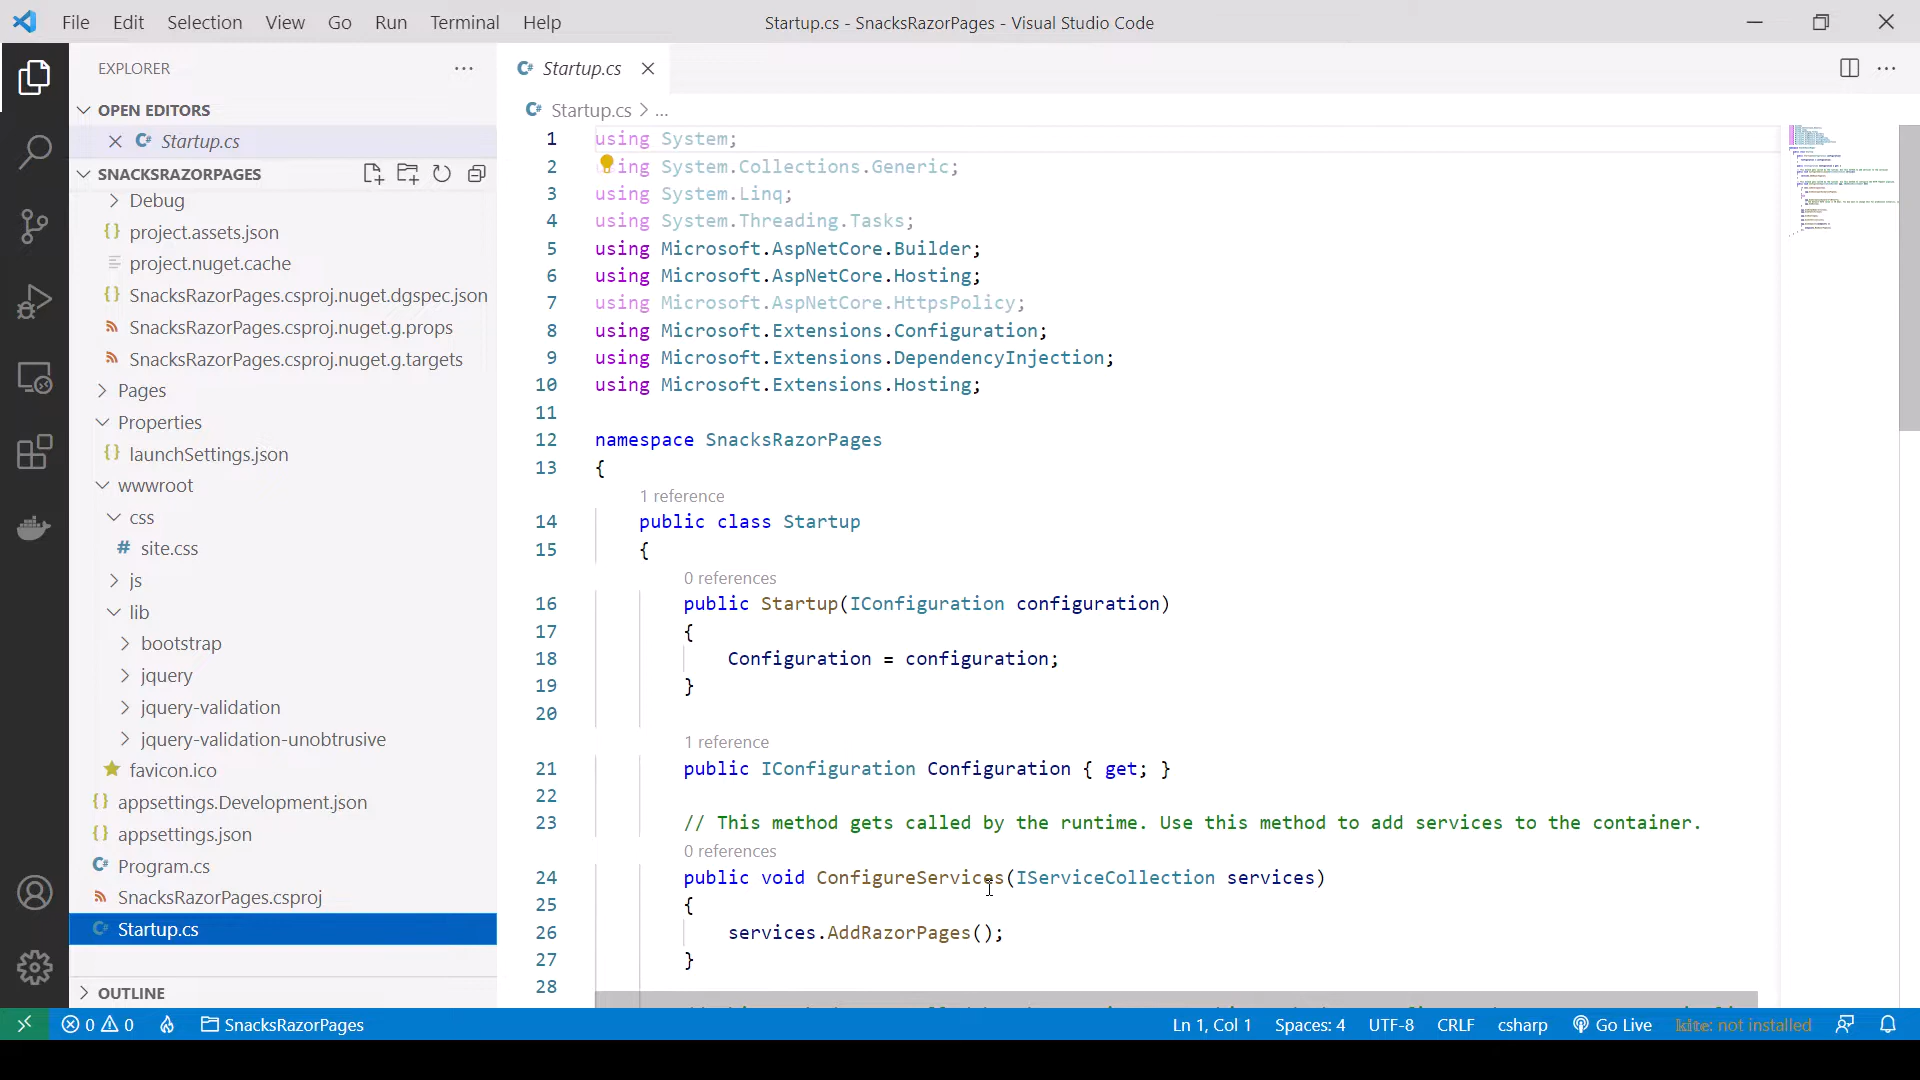 File Edit Selection View Go Run Terminal Help
Startup.cs - SnacksRazorPages - Visual Studio Code
EXPLORER
OPEN EDITORS
Startup.cs
SNACKSRAZORPAGES
Debug
project.assets.json
project.nuget.cache
SnacksRazorPages.csproj.nuget.dgspec.json
SnacksRazorPages.csproj.nuget.g.props
SnacksRazorPages.csproj.nuget.g.targets
Pages
Properties
launchSettings.json
wwwroot
css
site.css
js
lib
bootstrap
jquery
jquery-validation
jquery-validation-unobtrusive
favicon.ico
appsettings.Development.json
appsettings.json
Program.cs
SnacksRazorPages.csproj
Startup.cs
OUTLINE
Startup.cs
Startup.cs > ...
1 using System;
2 ing System.Collections.Generic;
3 using System.Linq;
4 using System.Threading.Tasks;
5 using Microsoft.AspNetCore.Builder;
6 using Microsoft.AspNetCore.Hosting;
7 using Microsoft.AspNetCore.HttpsPolicy;
8 using Microsoft.Extensions.Configuration;
9 using Microsoft.Extensions.DependencyInjection;
10 using Microsoft.Extensions.Hosting;
11
12 namespace SnacksRazorPages
13 {
1 reference
14 public class Startup
15 {
0 references
16 public Startup(IConfiguration configuration)
17 {
18 Configuration = configuration;
19 }
20
1 reference
21 public IConfiguration Configuration { get; }
22
23 // This method gets called by the runtime. Use this method to add services to the container.
0 references
24 public void ConfigureServices(IServiceCollection services)
25 {
26 services.AddRazorPages();
27 }
28
0 0 SnacksRazorPages
Ln 1, Col 1 Spaces: 4 UTF-8 CRLF csharp Go Live kite: not installed